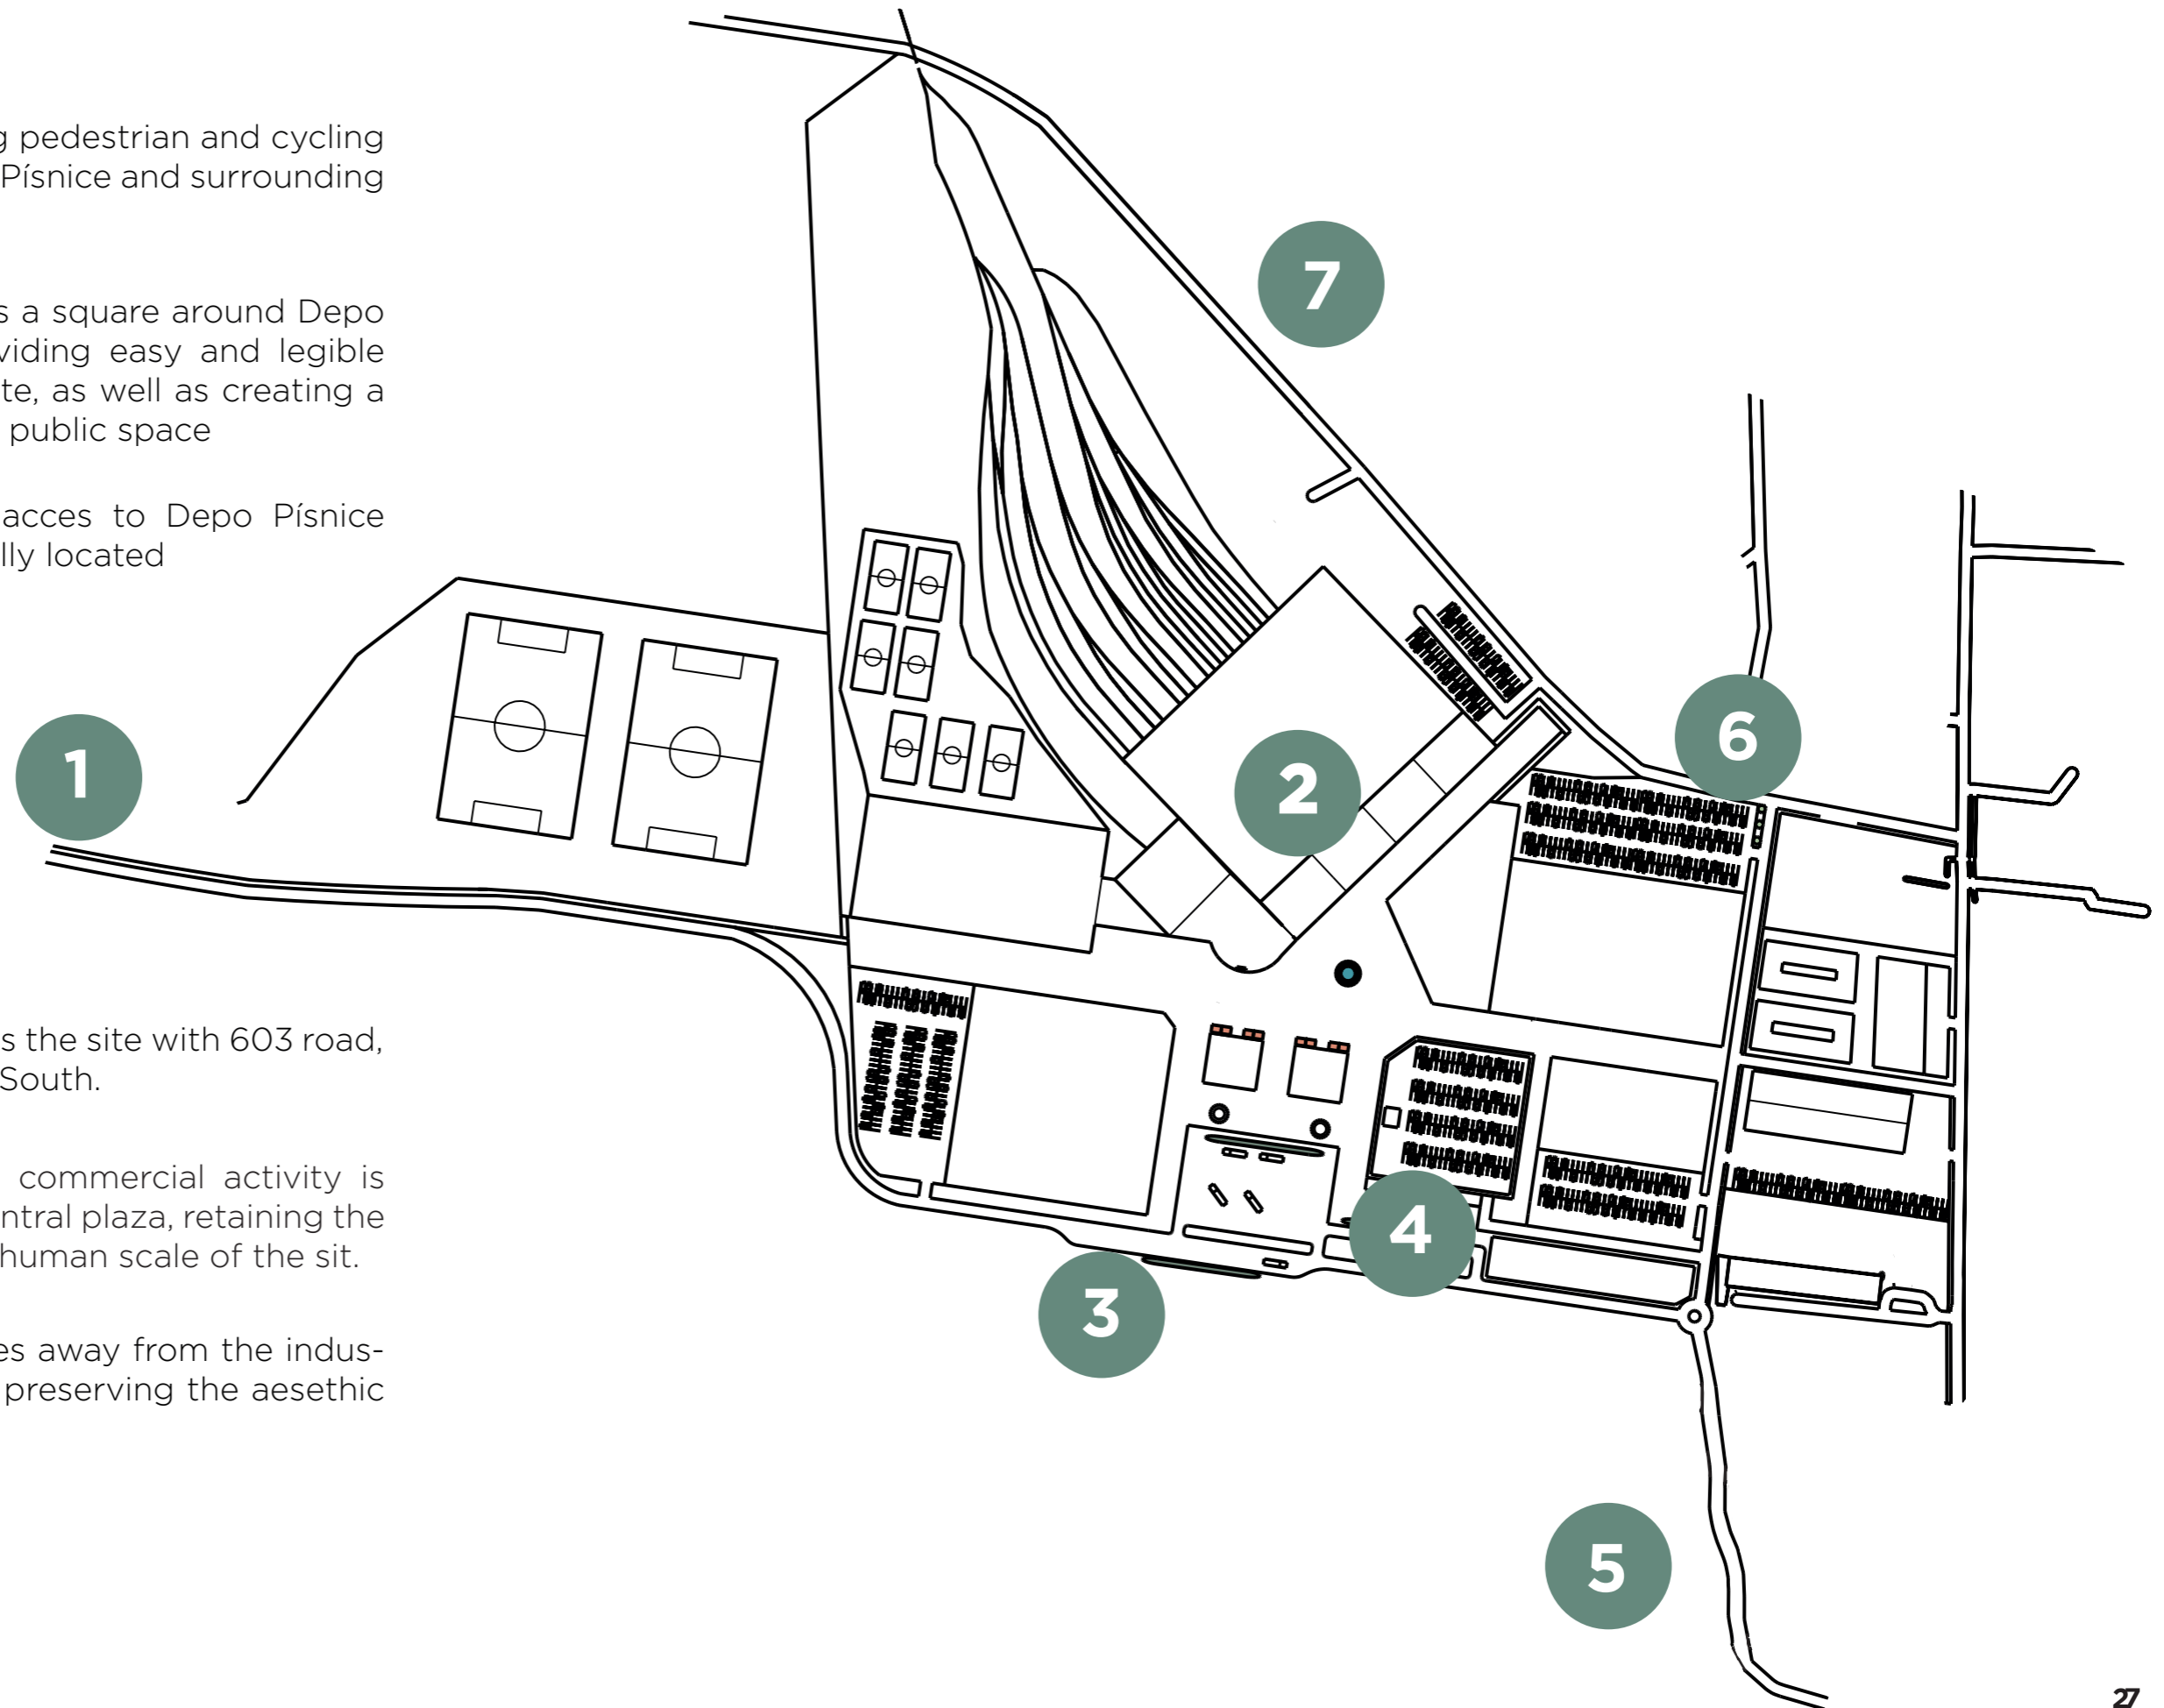 g pedestrian and cycling
Písnice and surrounding
s a square around Depo
viding easy and legible
te, as well as creating a
public space
acces to Depo Písnice
lly located
s the site with 603 road,
South.
commercial activity is
ntral plaza, retaining the
human scale of the sit.
es away from the indus-
preserving the aesethic
7
6
1
2
4
3
5
27